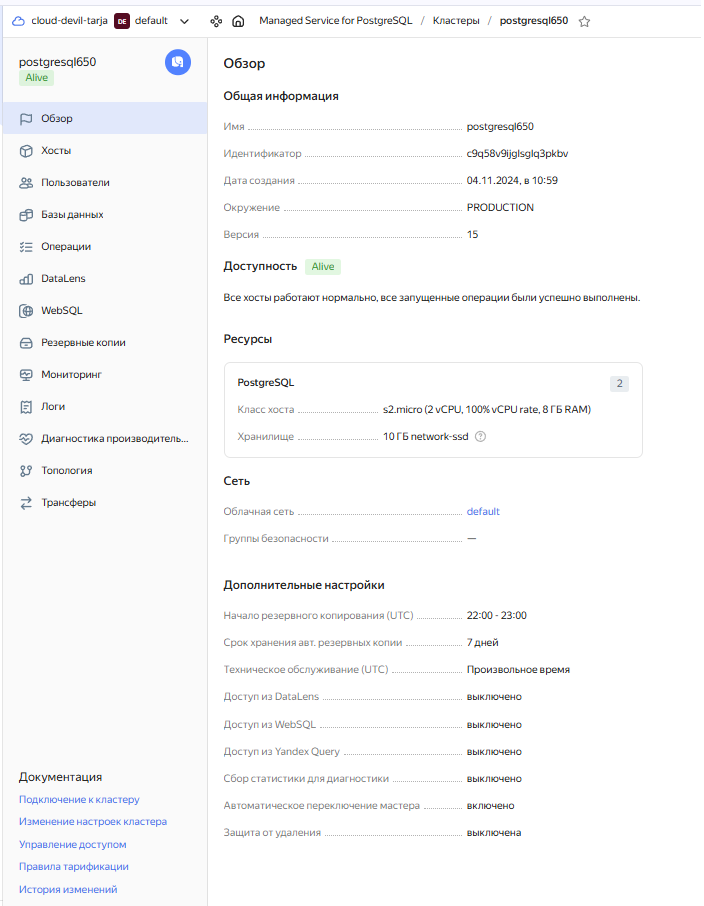 cloud-devil-tarja DE default Managed Service for PostgreSQL / Кластеры / postgresql650
postgresql650
Alive
Обзор
Хосты
Пользователи
Базы данных
Операции
DataLens
WebSQL
Резервные копии
Мониторинг
Логи
Диагностика производитель...
Топология
Трансферы
Документация
Подключение к кластеру
Изменение настроек кластера
Управление доступом
Правила тарификации
История изменений
Обзор
Общая информация
Имя postgresql650
Идентификатор c9q58v9ijglsglq3pkbv
Дата создания 04.11.2024, в 10:59
Окружение PRODUCTION
Версия 15
Доступность Alive
Все хосты работают нормально, все запущенные операции были успешно выполнены.
Ресурсы
PostgreSQL 2
Класс хоста s2.micro (2 vCPU, 100% vCPU rate, 8 ГБ RAM)
Хранилище 10 ГБ network-ssd
Сеть
Облачная сеть default
Группы безопасности —
Дополнительные настройки
Начало резервного копирования (UTC) 22:00 - 23:00
Срок хранения авт. резервных копии 7 дней
Техническое обслуживание (UTC) Произвольное время
Доступ из DataLens выключено
Доступ из WebSQL выключено
Доступ из Yandex Query выключено
Сбор статистики для диагностики выключено
Автоматическое переключение мастера включено
Защита от удаления выключена